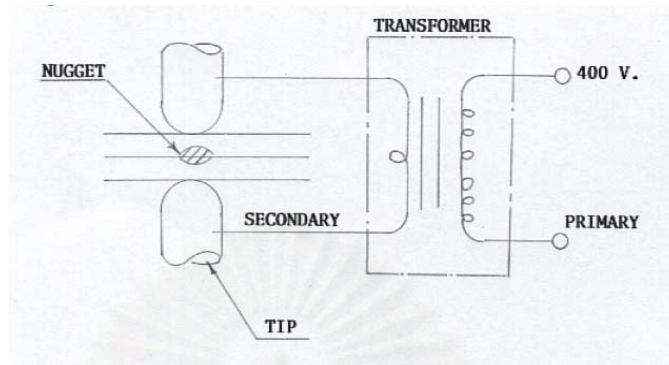 TRANSFORMER
NUGGET
400 V.
SECONDARY
PRIMARY
TIP